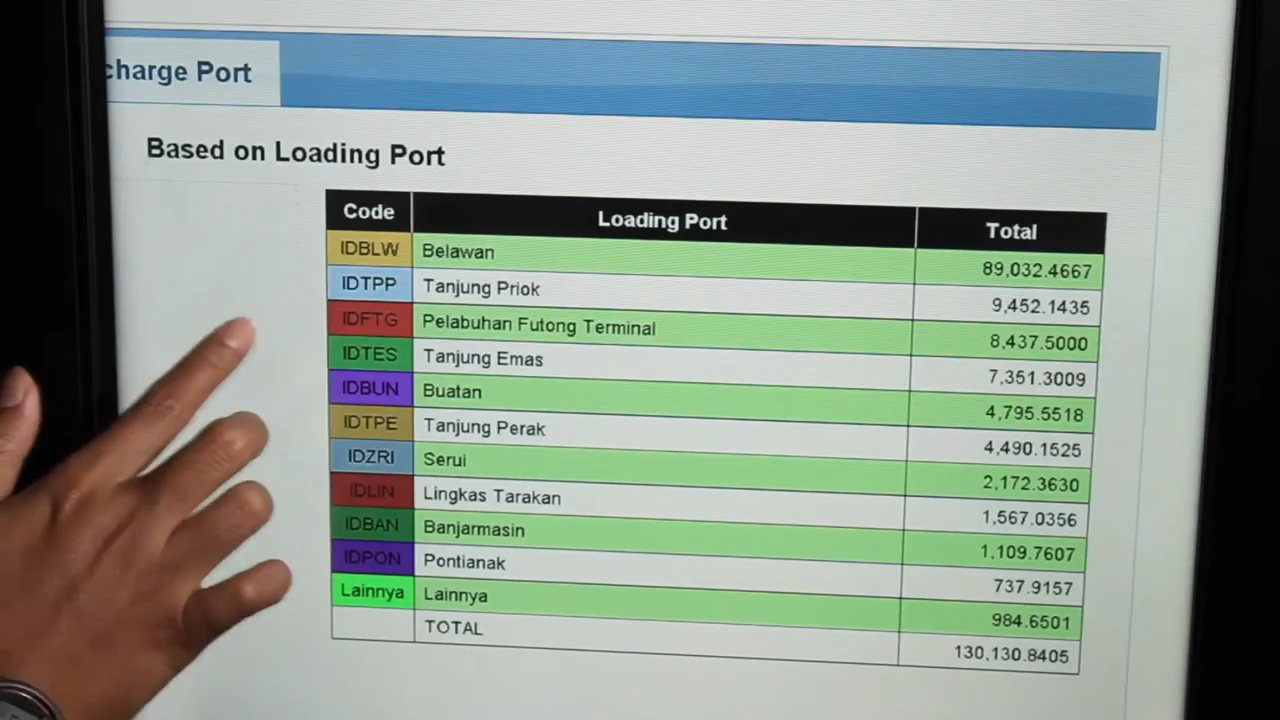 charge Port
Based on Loading Port
Code Loading Port Total
IDBLW Belawan 89,032.4667
IDTPP Tanjung Priok 9,452.1435
IDFTG Pelabuhan Futong Terminal 8,437.5000
IDTES Tanjung Emas 7,351.3009
IDBUN Buatan 4,795.5518
IDTPE Tanjung Perak 4,490.1525
IDZRI Serui 2,172.3630
IDLIN Lingkas Tarakan 1,567.0356
IDBAN Banjarmasin 1,109.7607
IDPON Pontianak 737.9157
Lainnya Lainnya 984.6501
TOTAL 130,130.8405